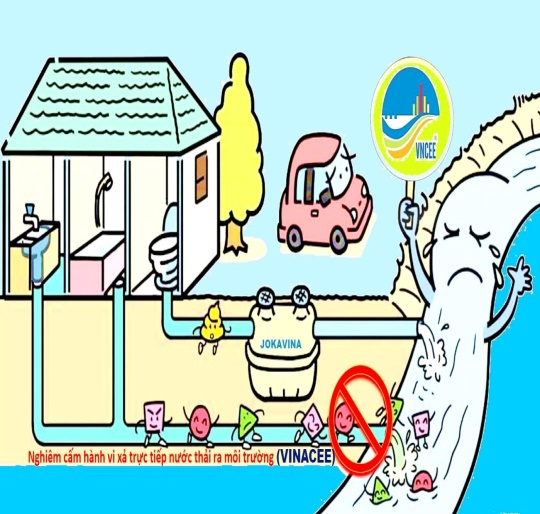 VNCEE
JOKAVINA
Nghiêm cấm hành vi xả trực tiếp nước thải ra môi trường (VINACEE)